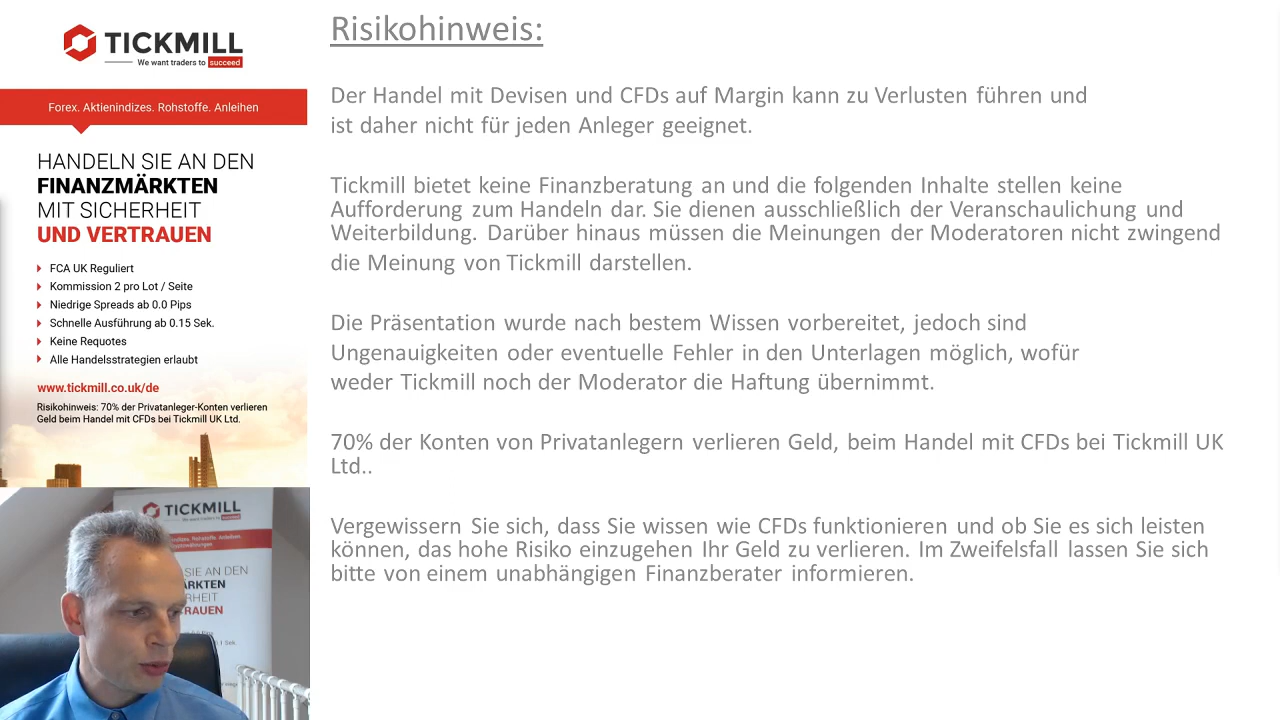 TICKMILL
We want traders to succeed
Forex. Aktienindizes. Rohstoffe. Anleihen
HANDELN SIE AN DEN
FINANZMÄRKTEN
MIT SICHERHEIT
UND VERTRAUEN
FCA UK Reguliert
Kommission 2 pro Lot / Seite
Niedrige Spreads ab 0.0 Pips
Schnelle Ausführung ab 0.15 Sek.
Keine Requotes
Alle Handelsstrategien erlaubt
www.tickmill.co.uk/de
Risikohinweis: 70% der Privatanleger-Konten verlieren
Geld beim Handel mit CFDs bei Tickmill UK Ltd.
Risikohinweis:
Der Handel mit Devisen und CFDs auf Margin kann zu Verlusten führen und
ist daher nicht für jeden Anleger geeignet.
Tickmill bietet keine Finanzberatung an und die folgenden Inhalte stellen keine
Aufforderung zum Handeln dar. Sie dienen ausschließlich der Veranschaulichung und
Weiterbildung. Darüber hinaus müssen die Meinungen der Moderatoren nicht zwingend
die Meinung von Tickmill darstellen.
Die Präsentation wurde nach bestem Wissen vorbereitet, jedoch sind
Ungenauigkeiten oder eventuelle Fehler in den Unterlagen möglich, wofür
weder Tickmill noch der Moderator die Haftung übernimmt.
70% der Konten von Privatanlegern verlieren Geld, beim Handel mit CFDs bei Tickmill UK
Ltd..
Vergewissern Sie sich, dass Sie wissen wie CFDs funktionieren und ob Sie es sich leisten
können, das hohe Risiko einzugehen Ihr Geld zu verlieren. Im Zweifelsfall lassen Sie sich
bitte von einem unabhängigen Finanzberater informieren.
TICKMILL
We want traders to succeed
SIE AN DEN